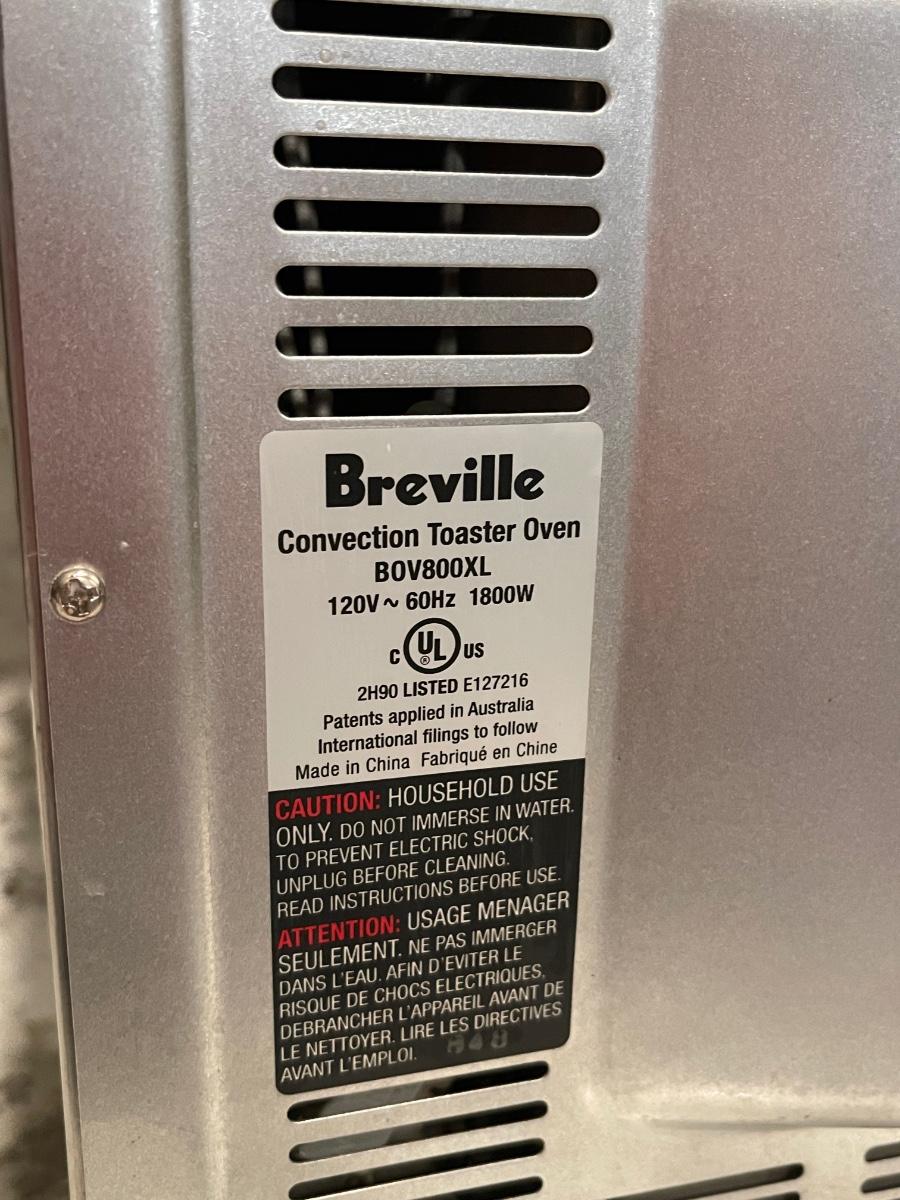 Breville
Convection Toaster Oven
BOV800XL
120V ~ 60Hz 1800W
C UL ® US
2H90 LISTED E127216
Patents applied in Australia
International filings to follow
Made in China Fabriqué en Chine
CAUTION: HOUSEHOLD USE
ONLY. DO NOT IMMERSE IN WATER.
TO PREVENT ELECTRIC SHOCK,
UNPLUG BEFORE CLEANING.
READ INSTRUCTIONS BEFORE USE.
ATTENTION: USAGE MENAGER
SEULEMENT. NE PAS IMMERGER
DANS L'EAU. AFIN D'EVITER LE
RISQUE DE CHOCS ELECTRIQUES,
DEBRANCHER L'APPAREIL AVANT DE
LE NETTOYER. LIRE LES DIRECTIVES
AVANT L'EMPLOI.